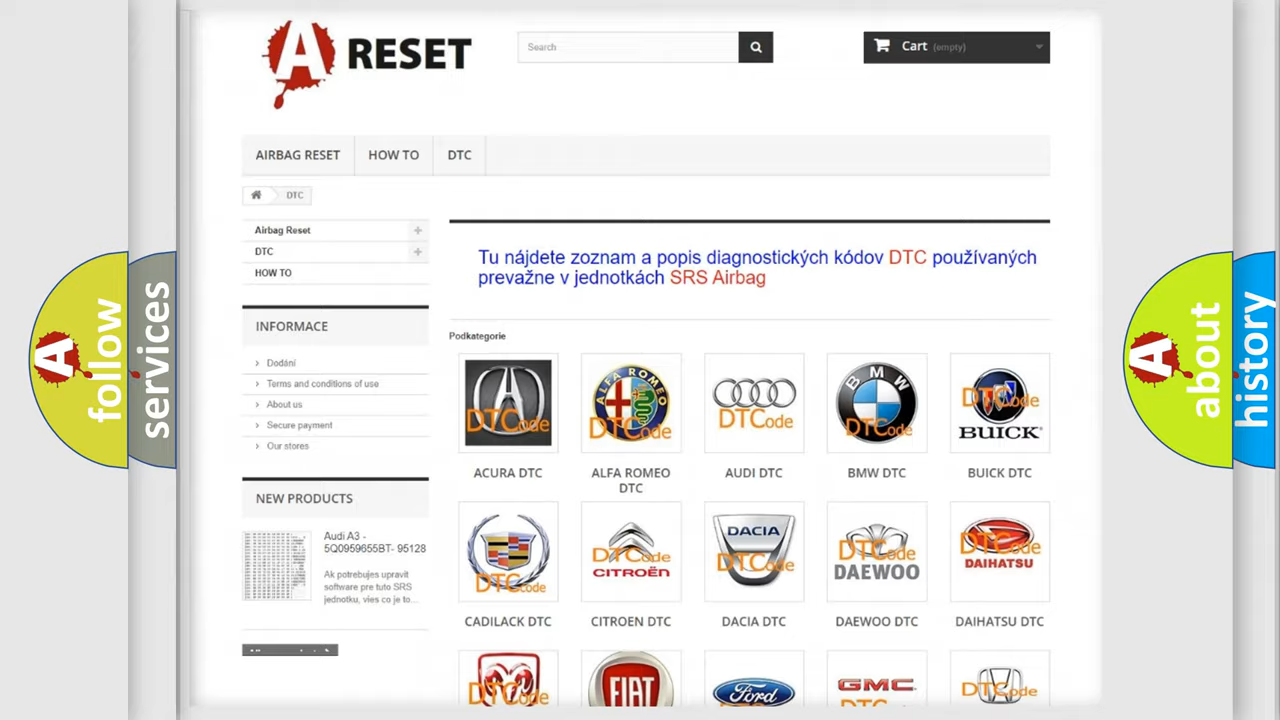 A RESET
Search
Cart (empty)
AIRBAG RESET
HOW TO
DTC
DTC
Airbag Reset
DTC
HOW TO
INFORMACE
Dodání
Terms and conditions of use
About us
Secure payment
Our stores
NEW PRODUCTS
Audi A3 -
5Q0959655BT- 95128
Ak potrebujes upravit
software pre tuto SRS
jednotku, vies co je to...
Tu nájdete zoznam a popis diagnostických kódov DTC používaných
prevažne v jednotkách SRS Airbag
Podkategorie
DTCode
ALFA ROMEO
DTCode
DTCode
BMW
DTCode
DTCode
BUICK
ACURA DTC
ALFA ROMEO
DTC
AUDI DTC
BMW DTC
BUICK DTC
DTCode
DTCode
CITROËN
DACIA
DTCode
DTCode
DAEWOO
DTCode
DAIHATSU
CADILACK DTC
CITROEN DTC
DACIA DTC
DAEWOO DTC
DAIHATSU DTC
DTCode
FIAT
Ford
GMC
DTCode
A follow
services
A about
history